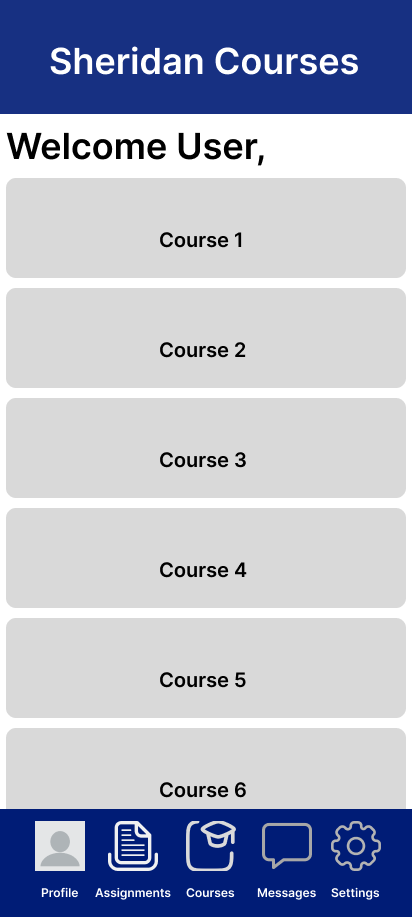 Sheridan Courses
Welcome User,
Course 1
Course 2
Course 3
Course 4
Course 5
Course 6
Profile Assignments Courses Messages Settings